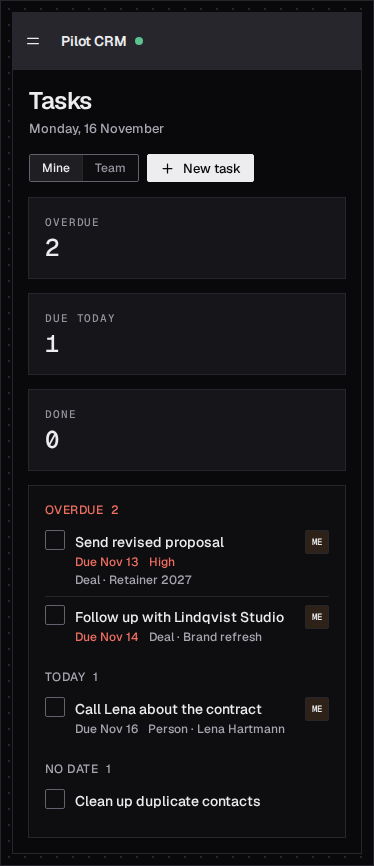 Pilot CRM
Tasks
Monday, 16 November
Mine Team + New task
OVERDUE
2
DUE TODAY
1
DONE
0
OVERDUE 2
Send revised proposal ME
Due Nov 13 High
Deal · Retainer 2027
Follow up with Lindqvist Studio ME
Due Nov 14 Deal · Brand refresh
TODAY 1
Call Lena about the contract ME
Due Nov 16 Person · Lena Hartmann
NO DATE 1
Clean up duplicate contacts